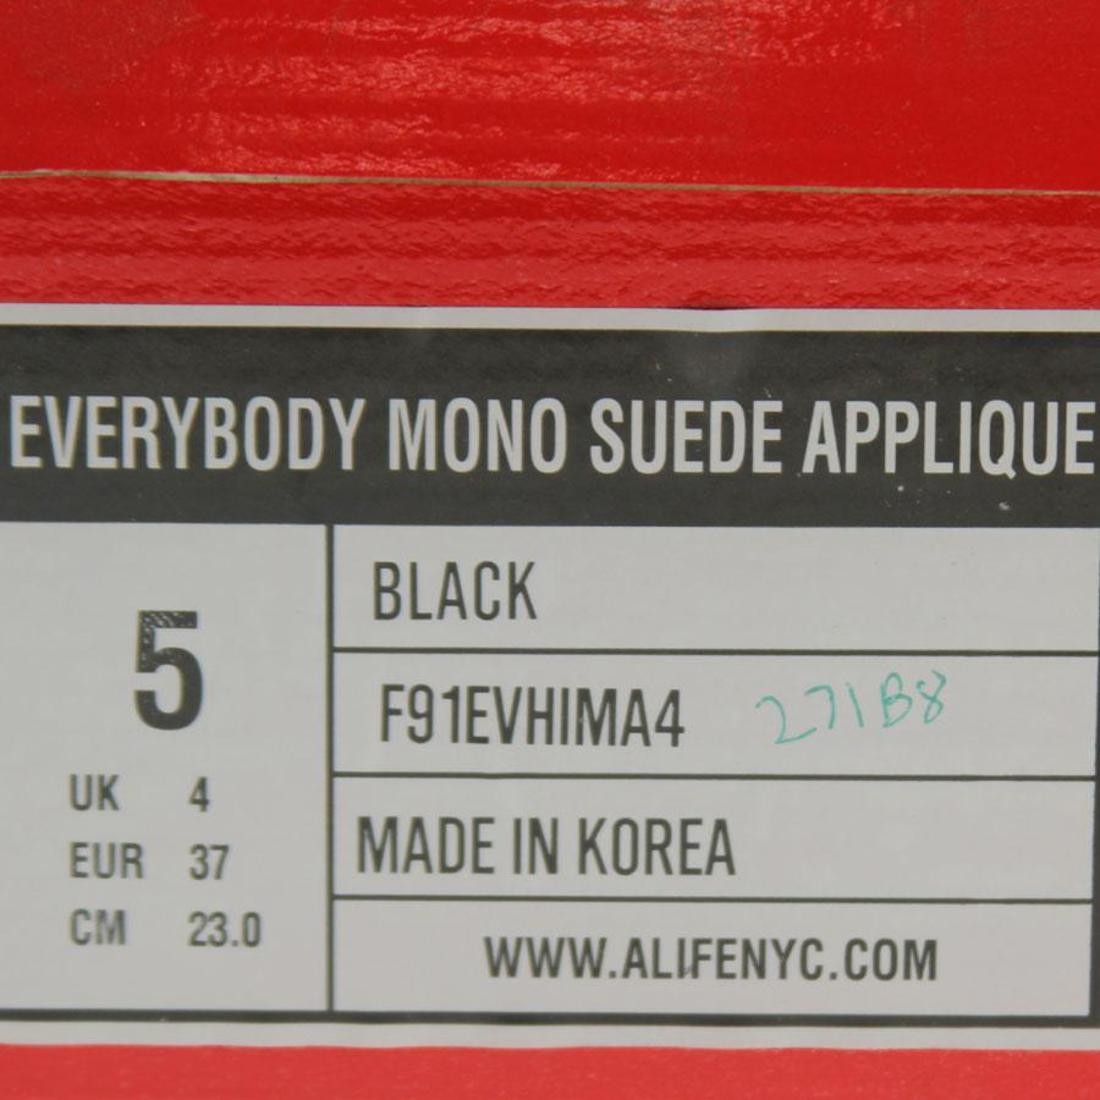 EVERYBODY MONO SUEDE APPLIQUE
5
UK 4
EUR 37
CM 23.0
BLACK
F91EVHIMA4 271B8
MADE IN KOREA
WWW.ALIFENYC.COM